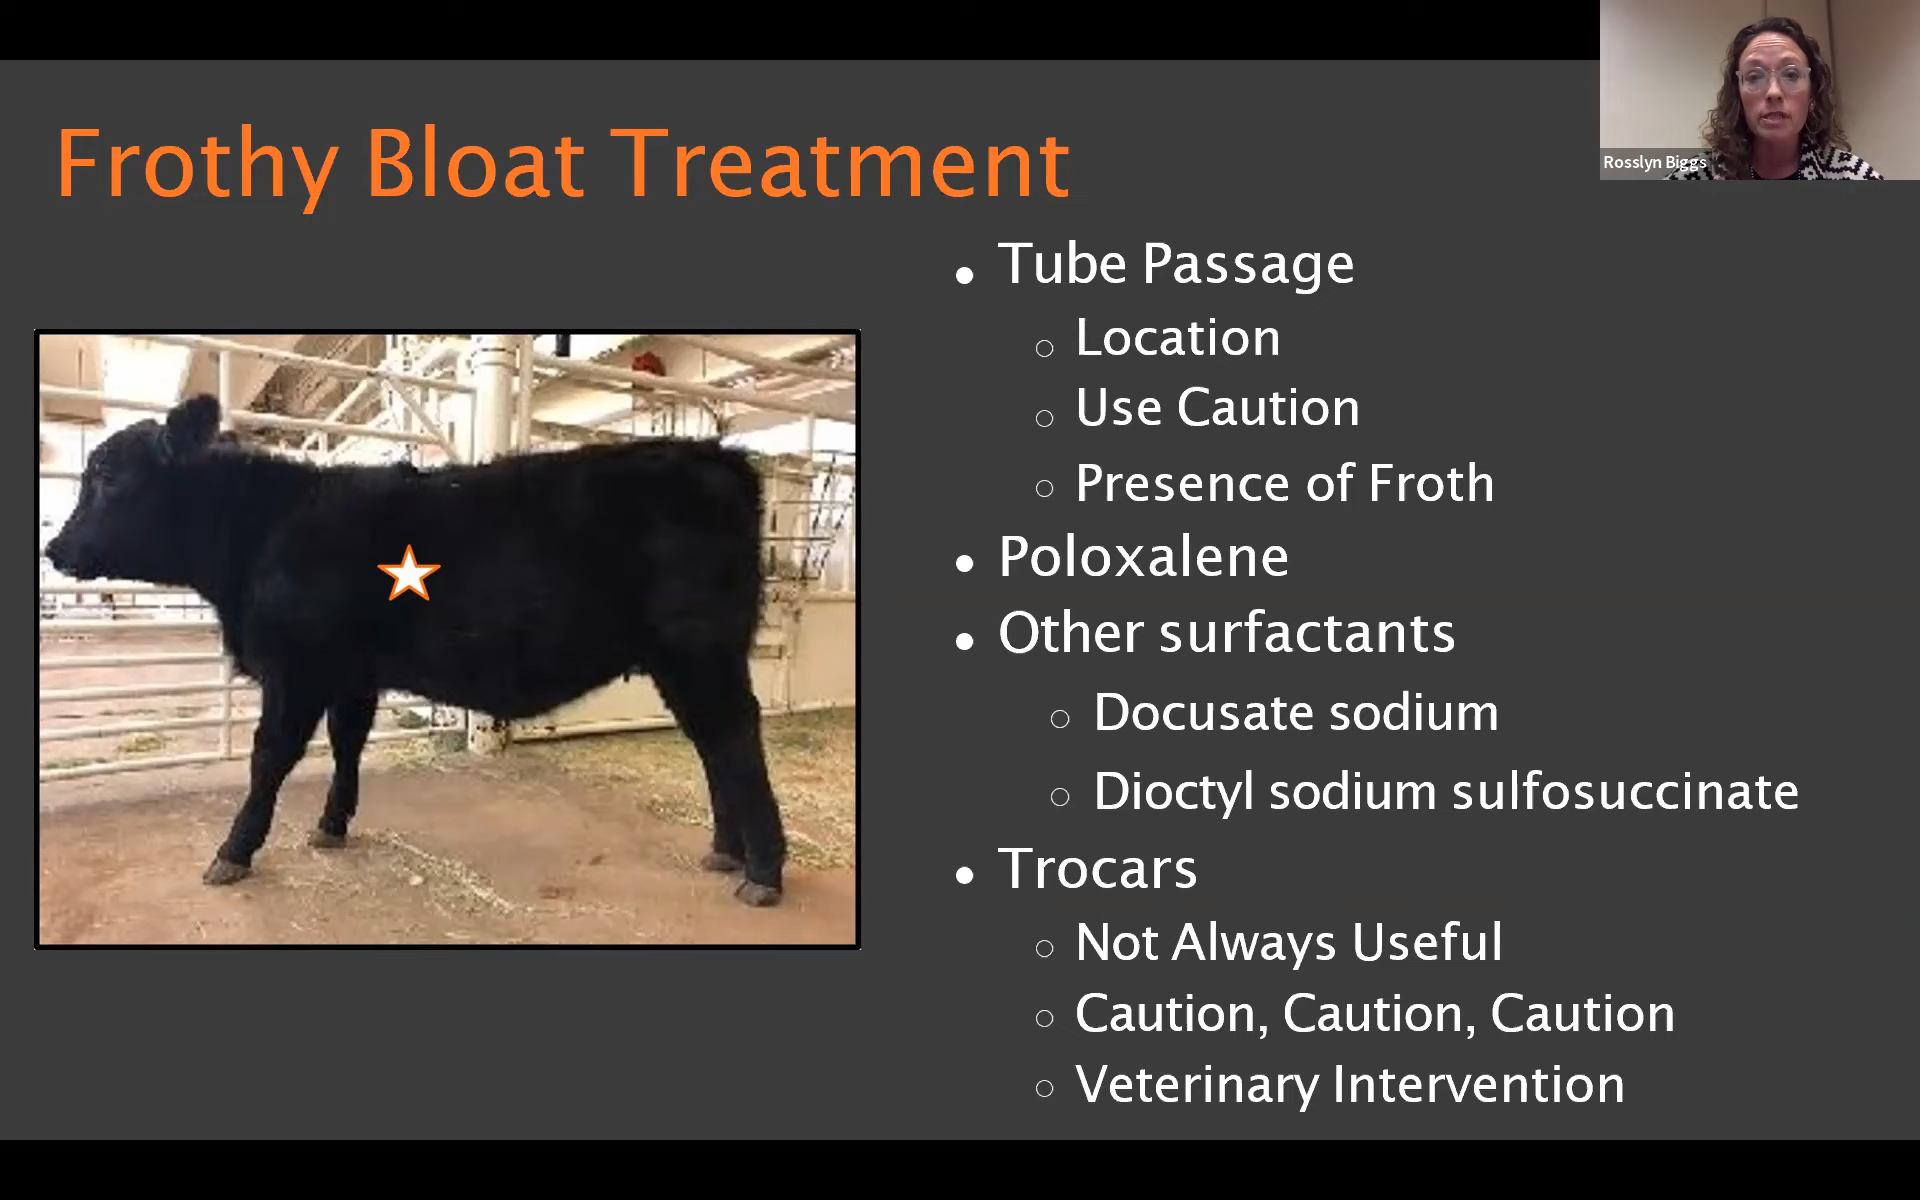 Frothy Bloat Treatment
Rosslyn Biggs
• Tube Passage
○ Location
○ Use Caution
○ Presence of Froth
• Poloxalene
• Other surfactants
○ Docusate sodium
○ Dioctyl sodium sulfosuccinate
• Trocars
○ Not Always Useful
○ Caution, Caution, Caution
○ Veterinary Intervention